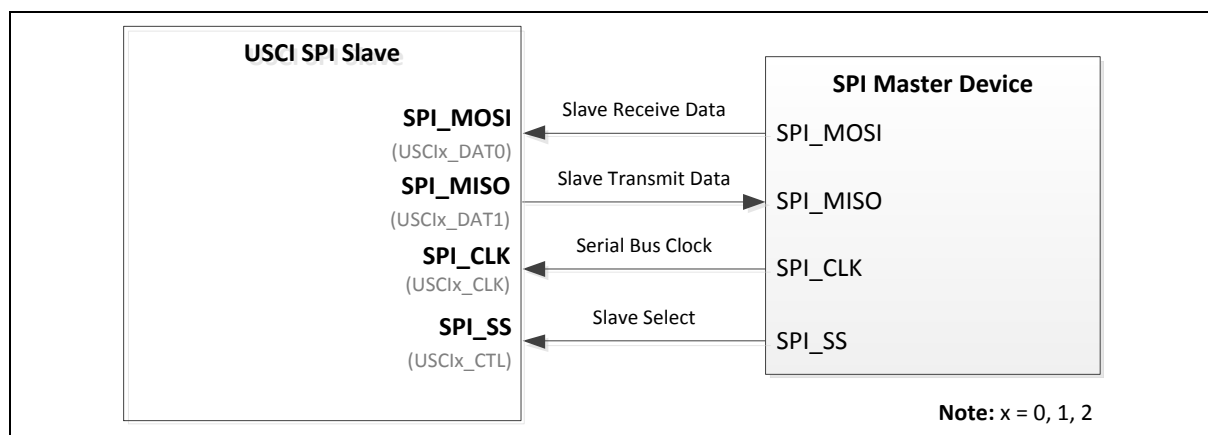 USCI SPI Slave
SPI Master Device
SPI_MOSI
(USCIx_DAT0)
Slave Receive Data
SPI_MOSI
SPI_MISO
(USCIx_DAT1)
Slave Transmit Data
SPI_MISO
SPI_CLK
(USCIx_CLK)
Serial Bus Clock
SPI_CLK
SPI_SS
(USCIx_CTL)
Slave Select
SPI_SS
Note: x = 0, 1, 2